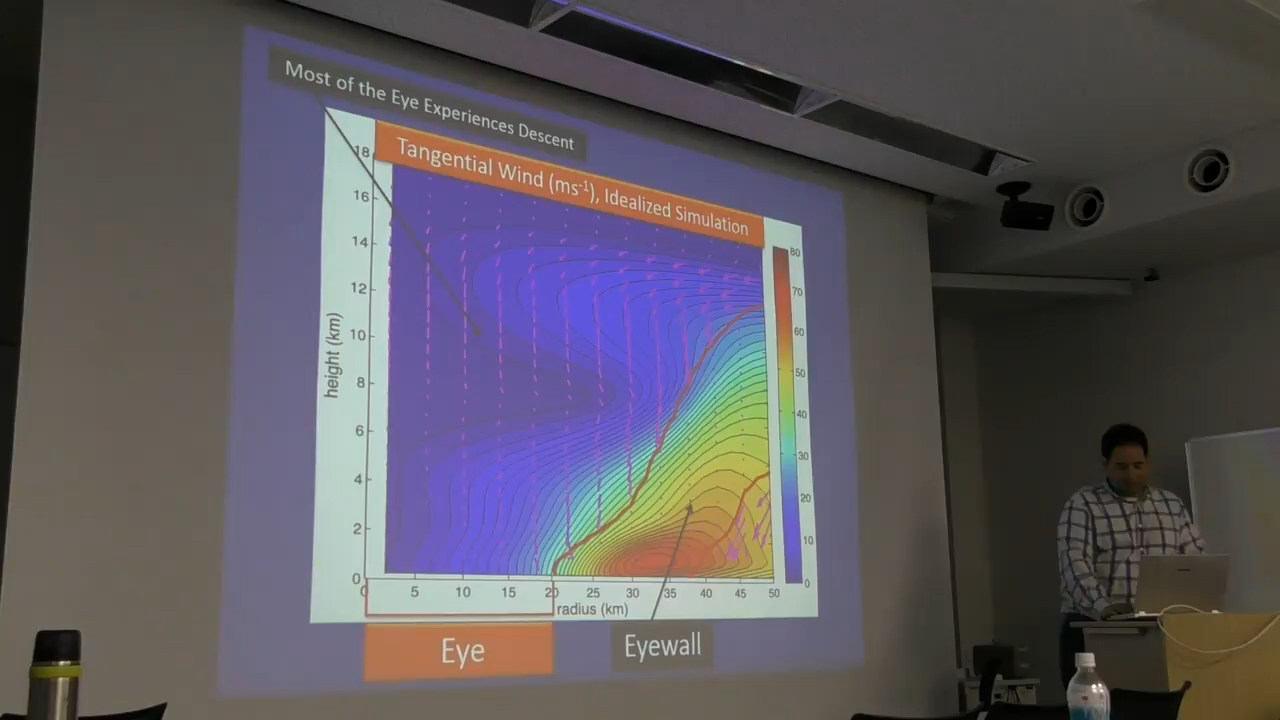 Most of the Eye Experiences Descent
Tangential Wind (ms⁻¹), Idealized Simulation
18
16
14
12
10
8
6
4
2
0
height (km)
80
70
60
50
40
30
20
10
0
0 5 10 15 20 25 30 35 40 45 50
radius (km)
Eye
Eyewall